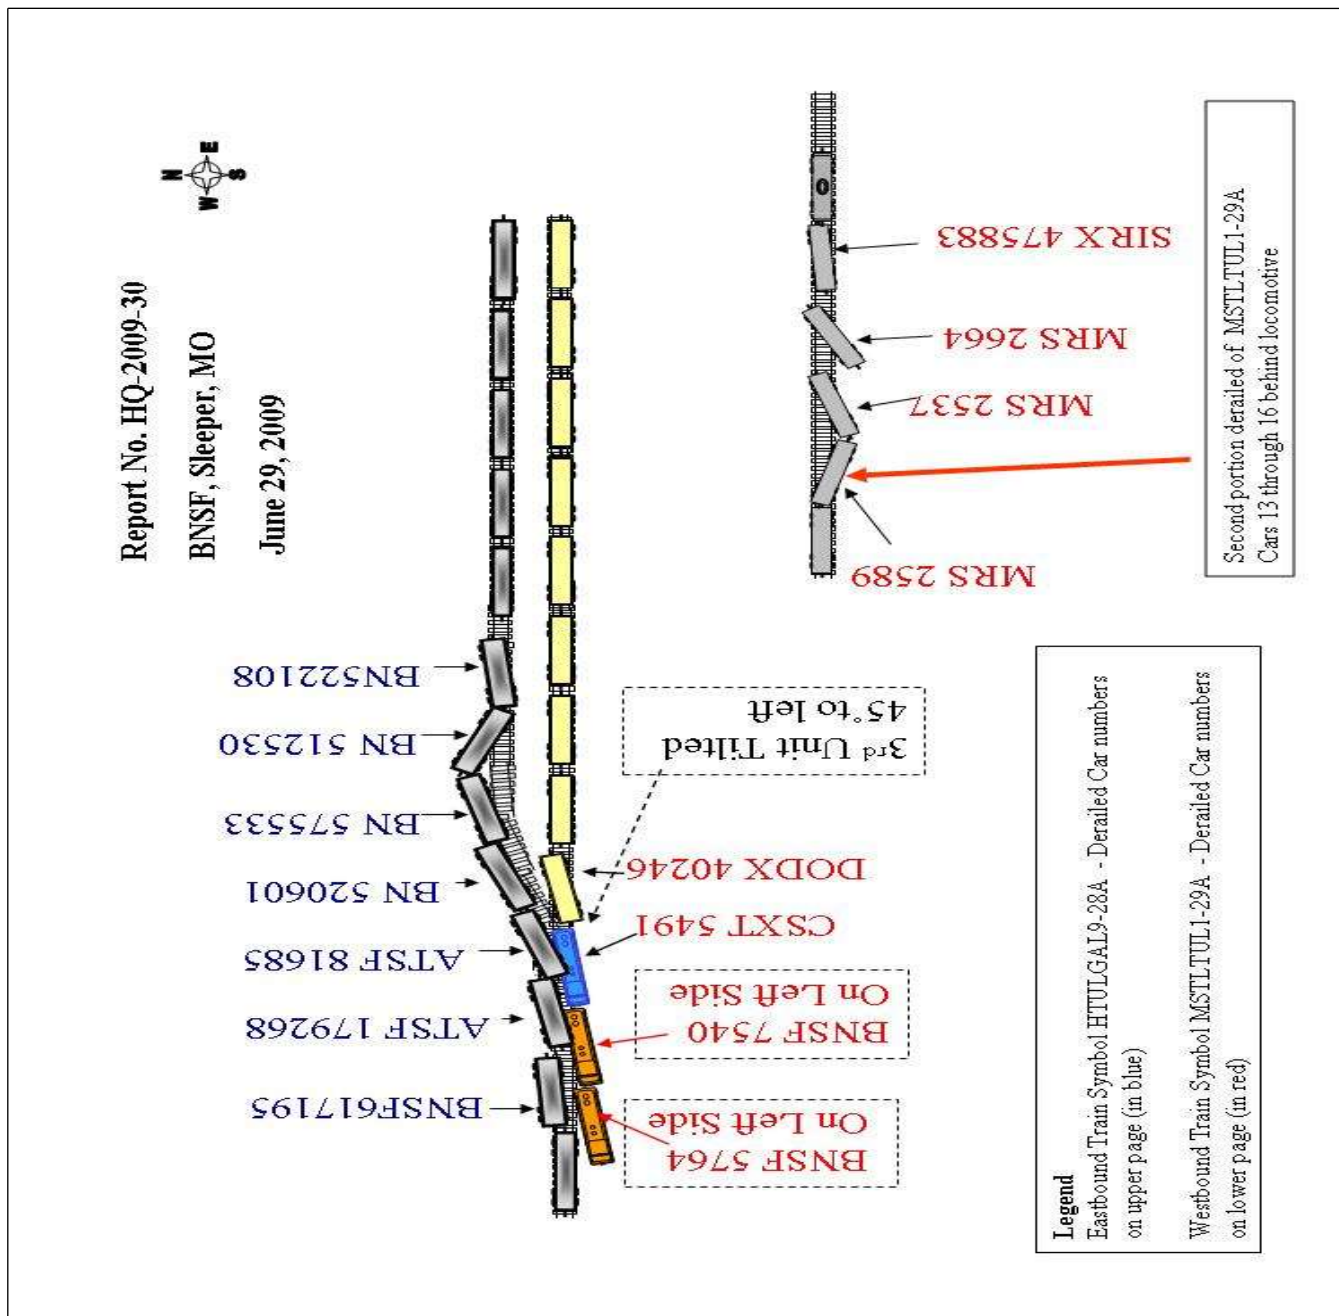 Report No. HQ-2009-30
BNSF, Sleeper, MO
June 29, 2009
N
E
S
W
BN522108
BN 512530
BN 575533
BN 520601
ATSF 81685
ATSF 179268
BNSF617195
3rd Unit Tilted
45° to left
DODX 40246
CSXT 5491
BNSF 7540
On Left Side
BNSF 5764
On Left Side
SIRX 475883
MRS 2664
MRS 2537
MRS 2589
0
Second portion derailed of MSTLTUL1-29A
Cars 13 through 16 behind locomotive
Legend
Eastbound Train Symbol HTULGAL9-28A - Derailed Car numbers
on upper page (in blue)
Westbound Train Symbol MSTLTUL1-29A - Derailed Car numbers
on lower page (in red)